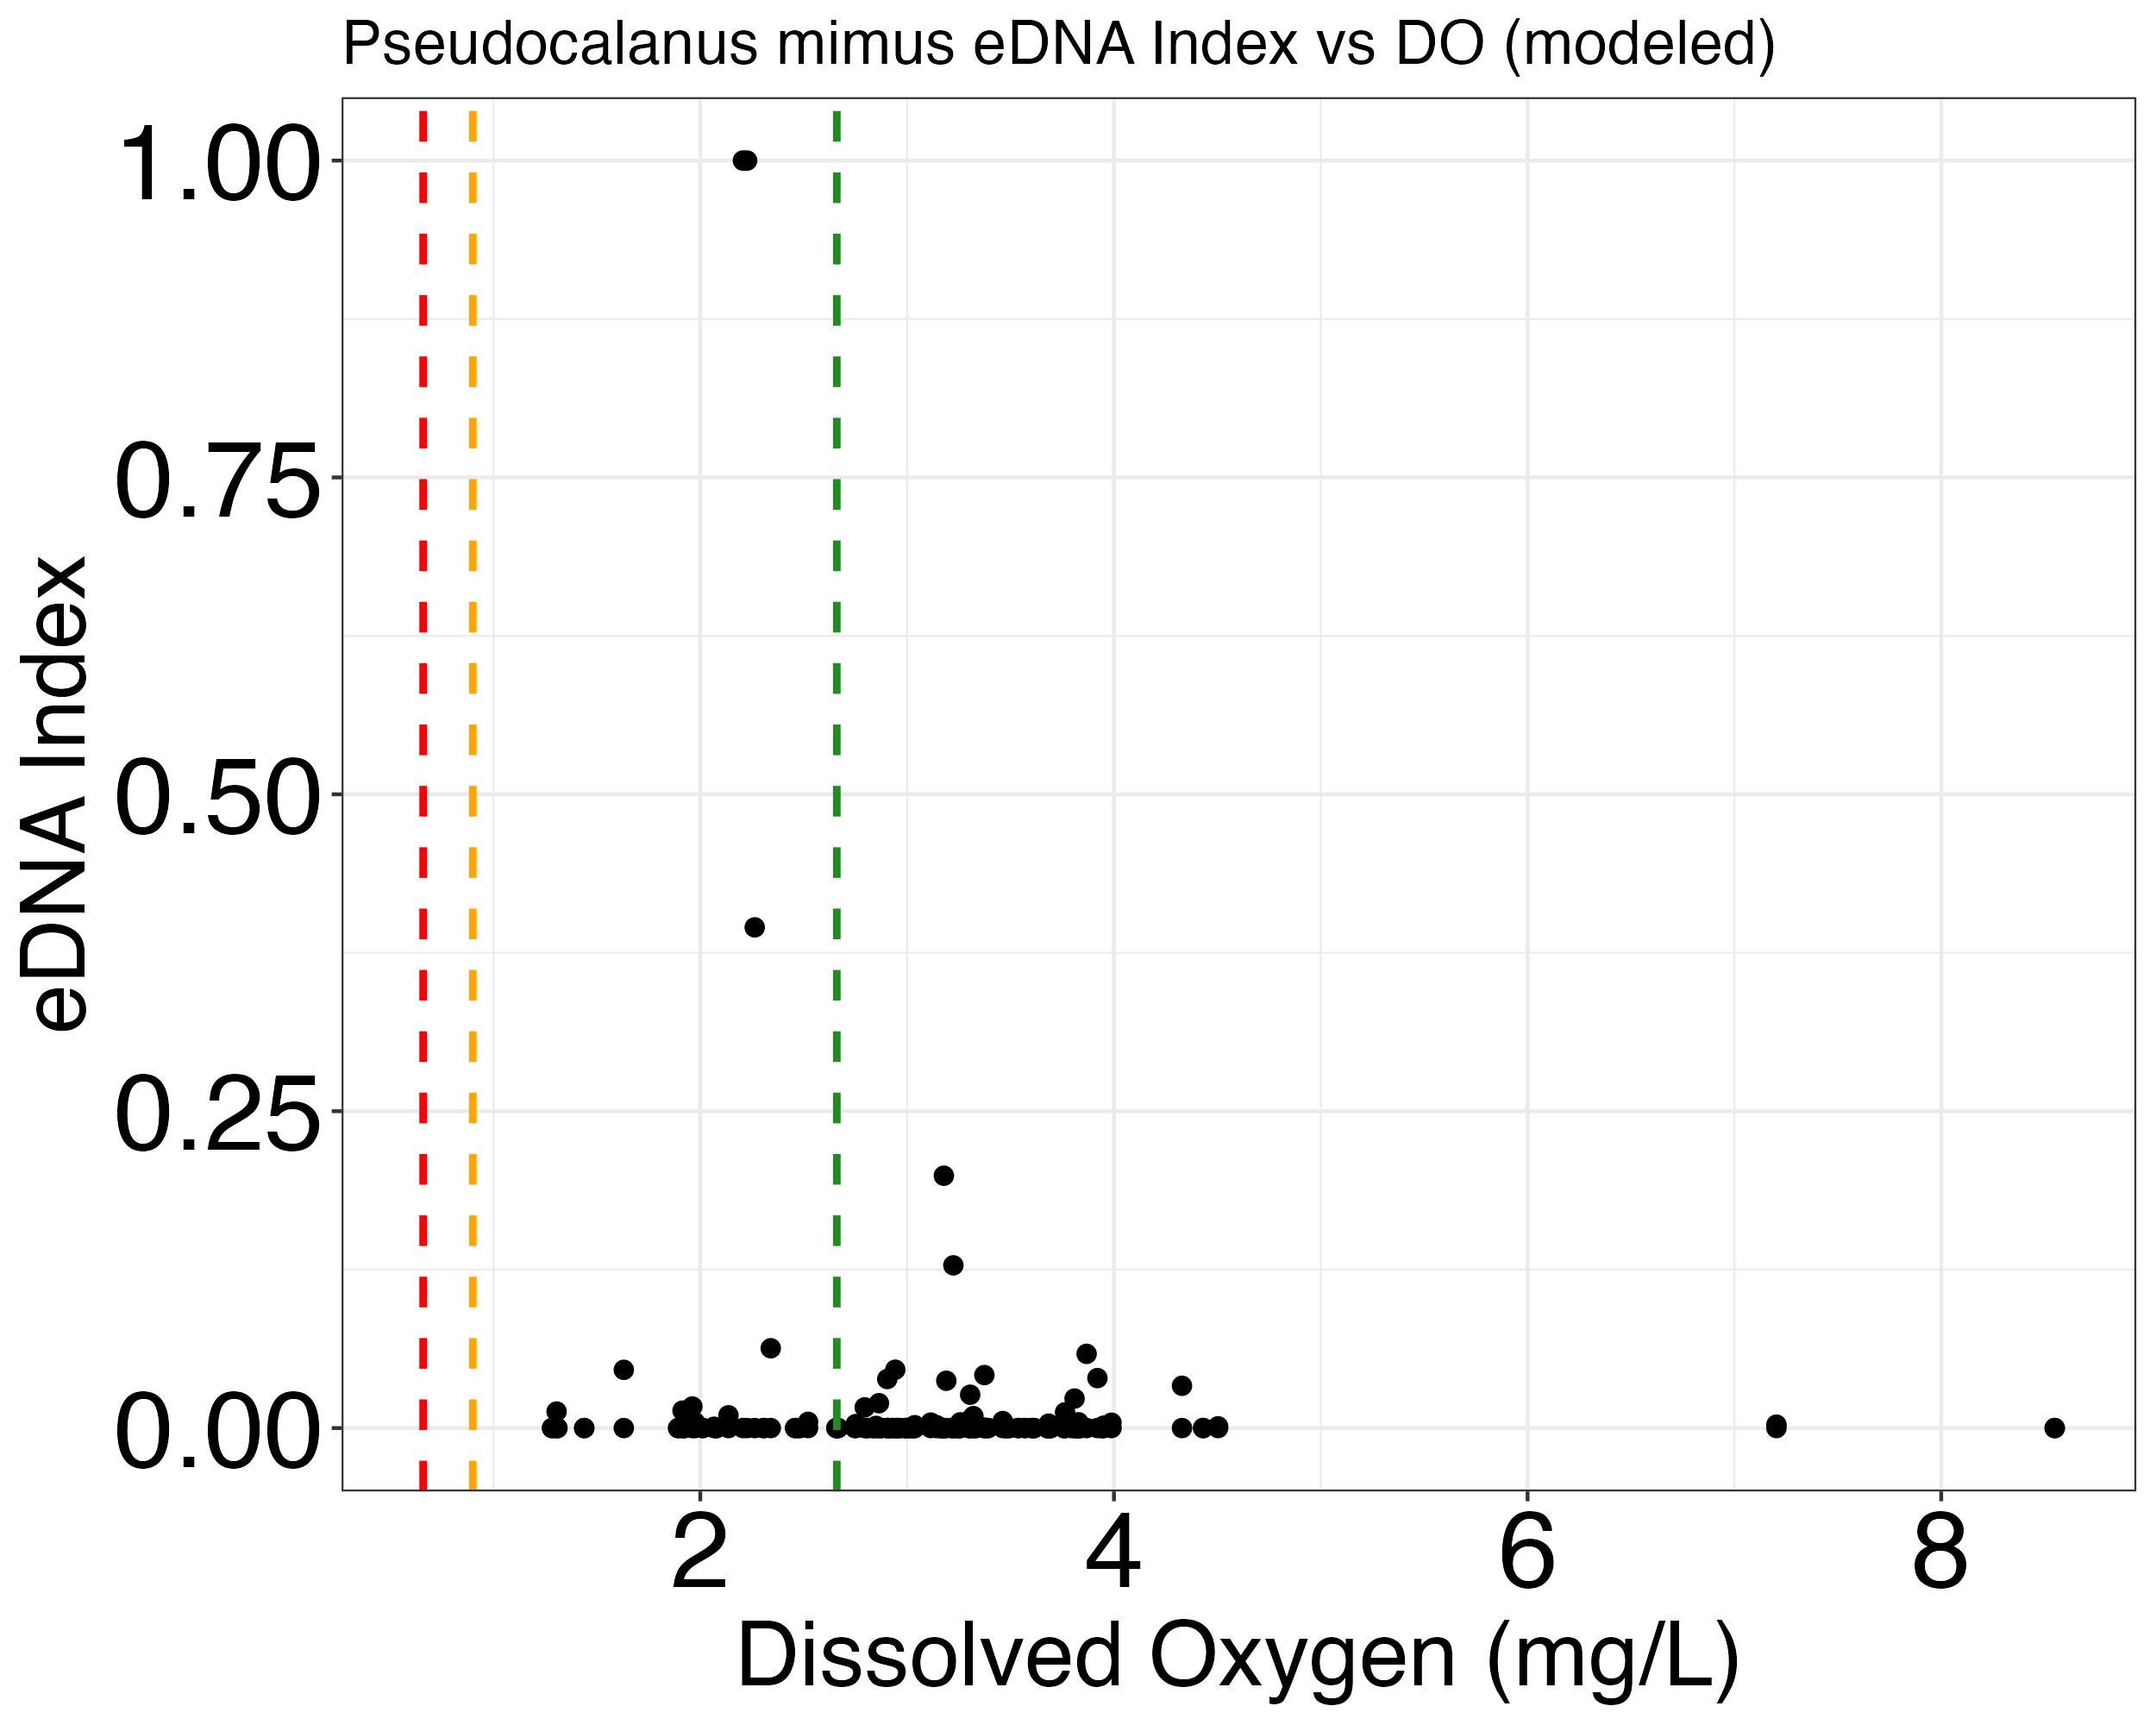 Pseudocalanus mimus eDNA Index vs DO (modeled)
1.00
0.75
0.50
0.25
0.00
eDNA Index
2 4 6 8
Dissolved Oxygen (mg/L)